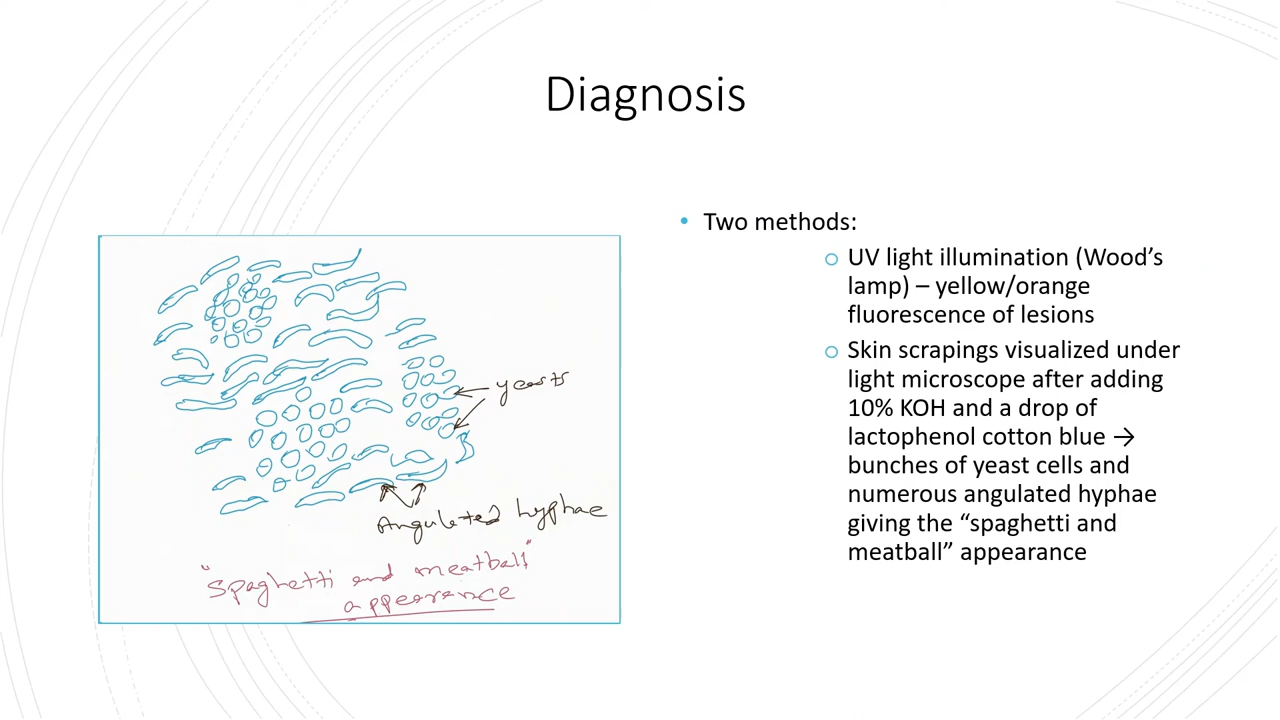 Diagnosis
• Two methods:
o UV light illumination (Wood’s
lamp) – yellow/orange
fluorescence of lesions
o Skin scrapings visualized under
light microscope after adding
10% KOH and a drop of
lactophenol cotton blue →
bunches of yeast cells and
numerous angulated hyphae
giving the “spaghetti and
meatball” appearance
yeasts
Angulated hyphae
"Spaghetti and meatball"
appearance